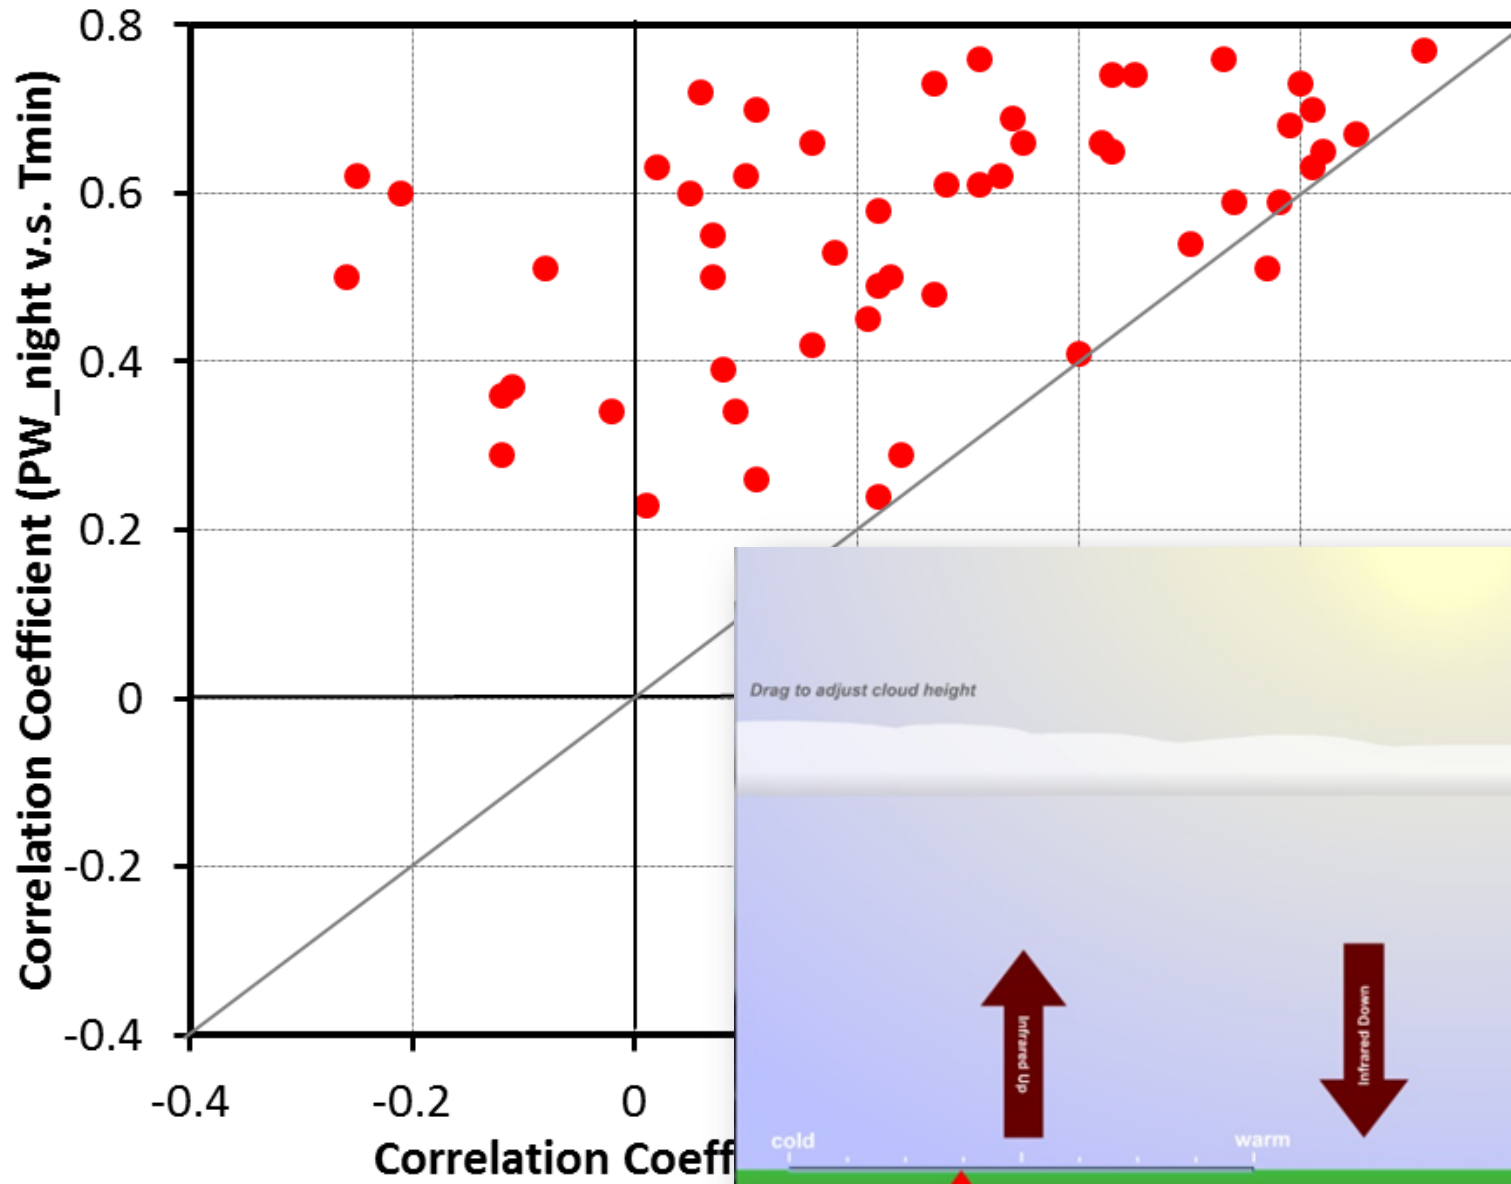 Correlation Coefficient (PW_night v.s. Tmin)
0.8
0.6
0.4
0.2
0
-0.2
-0.4
-0.4
-0.2
0
Correlation Coeff
Drag to adjust cloud height
Infrared Up
Infrared Down
cold
warm